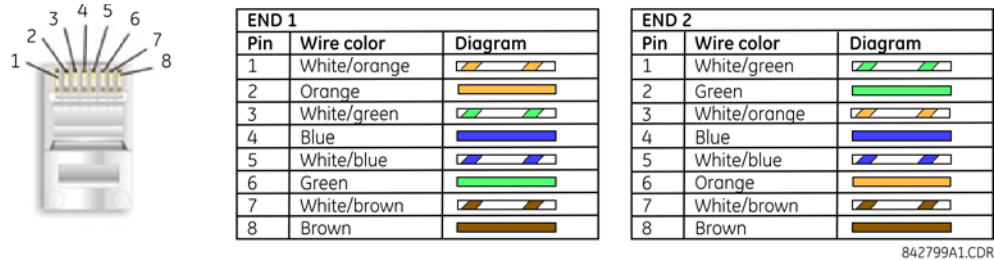 1 2 3 4 5 6 7 8
END 1
Pin Wire color Diagram
1 White/orange
2 Orange
3 White/green
4 Blue
5 White/blue
6 Green
7 White/brown
8 Brown
END 2
Pin Wire color Diagram
1 White/green
2 Green
3 White/orange
4 Blue
5 White/blue
6 Orange
7 White/brown
8 Brown
842799A1.CDR